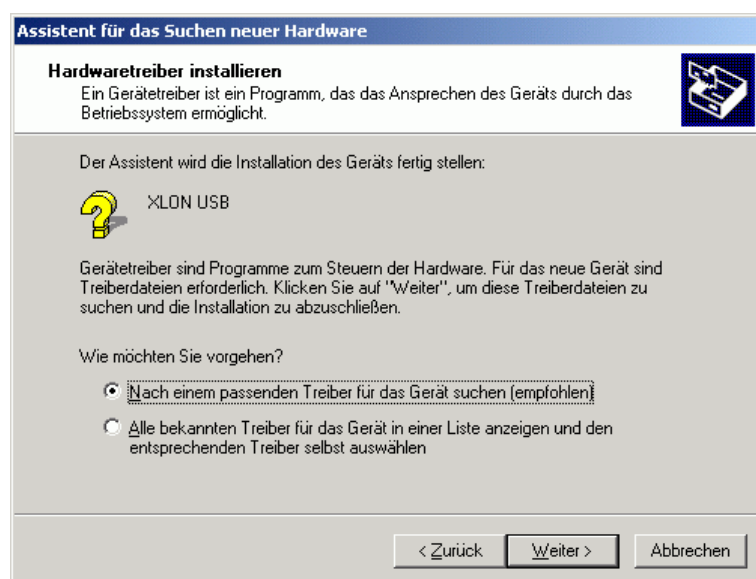 Assistent für das Suchen neuer Hardware
Hardwaretreiber installieren
Ein Gerätetreiber ist ein Programm, das das Ansprechen des Geräts durch das
Betriebssystem ermöglicht.
Der Assistent wird die Installation des Geräts fertig stellen:
XLON USB
Gerätetreiber sind Programme zum Steuern der Hardware. Für das neue Gerät sind
Treiberdateien erforderlich. Klicken Sie auf "Weiter", um diese Treiberdateien zu
suchen und die Installation zu abzuschließen.
Wie möchten Sie vorgehen?
Nach einem passenden Treiber für das Gerät suchen (empfohlen)
Alle bekannten Treiber für das Gerät in einer Liste anzeigen und den
entsprechenden Treiber selbst auswählen
< Zurück Weiter > Abbrechen